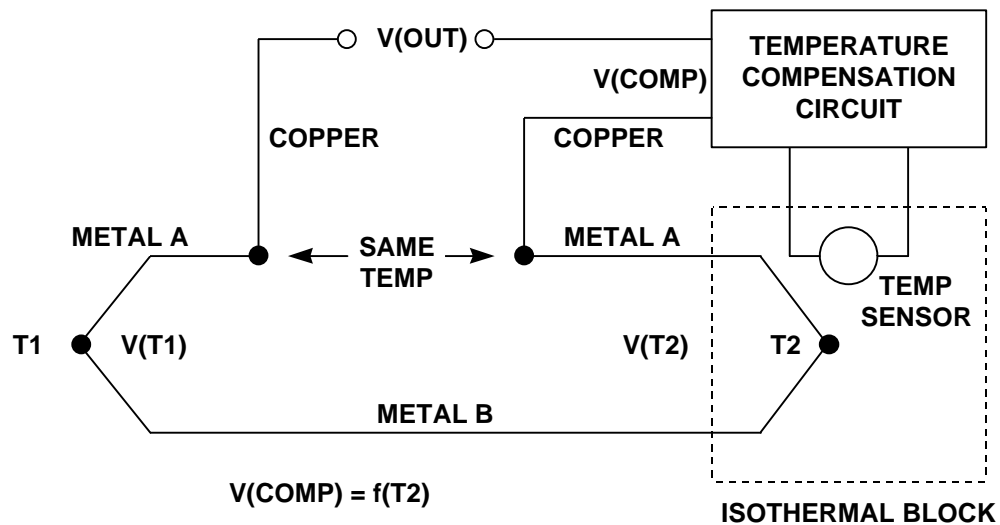 V(OUT)
TEMPERATURE
COMPENSATION
CIRCUIT
V(COMP)
COPPER
COPPER
METAL A
SAME
TEMP
METAL A
TEMP
SENSOR
T1
V(T1)
V(T2)
T2
METAL B
V(COMP) = f(T2)
ISOTHERMAL BLOCK